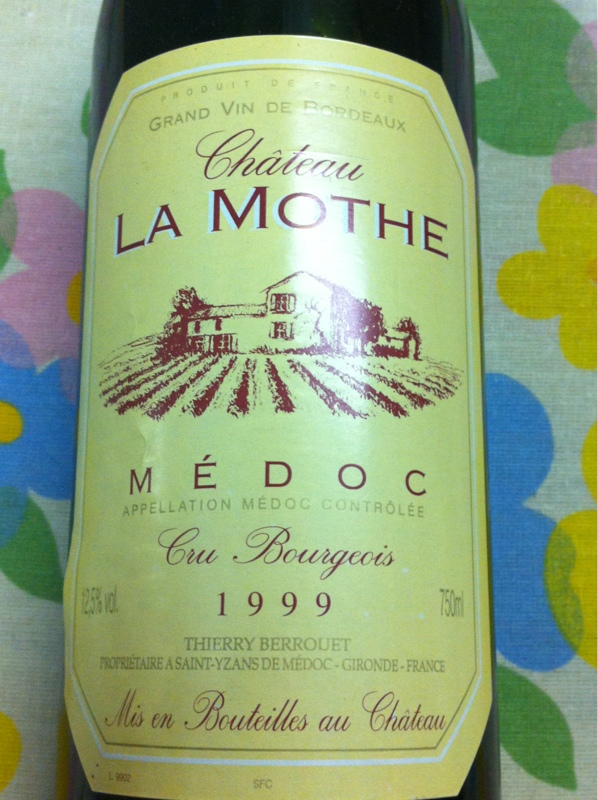 PRODUIT DE FRANCE
GRAND VIN DE BORDEAUX
Château
LA MOTHE
MÉDOC
APPELLATION MÉDOC CONTRÔLÉE
Cru Bourgeois
12,5% vol.
1999
750ml
THIERRY BERROUET
PROPRIÉTAIRE A SAINT-YZANS DE MÉDOC - GIRONDE - FRANCE
Mis en Bouteilles au Château
L 9902
SFC